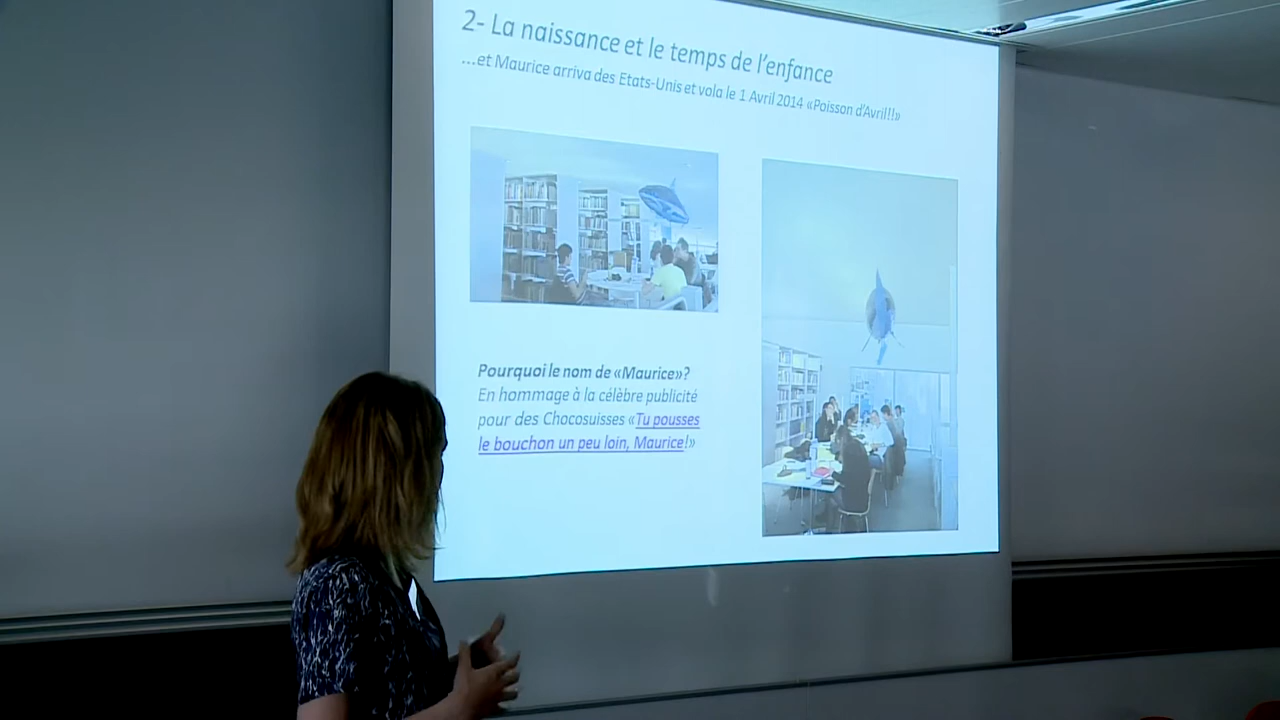 2- La naissance et le temps de l'enfance
...et Maurice arriva des Etats-Unis et vola le 1 Avril 2014 «Poisson d'Avril!!»
Pourquoi le nom de «Maurice»?
En hommage à la célèbre publicité
pour des Chocosuisses «Tu pousses
le bouchon un peu loin, Maurice!»